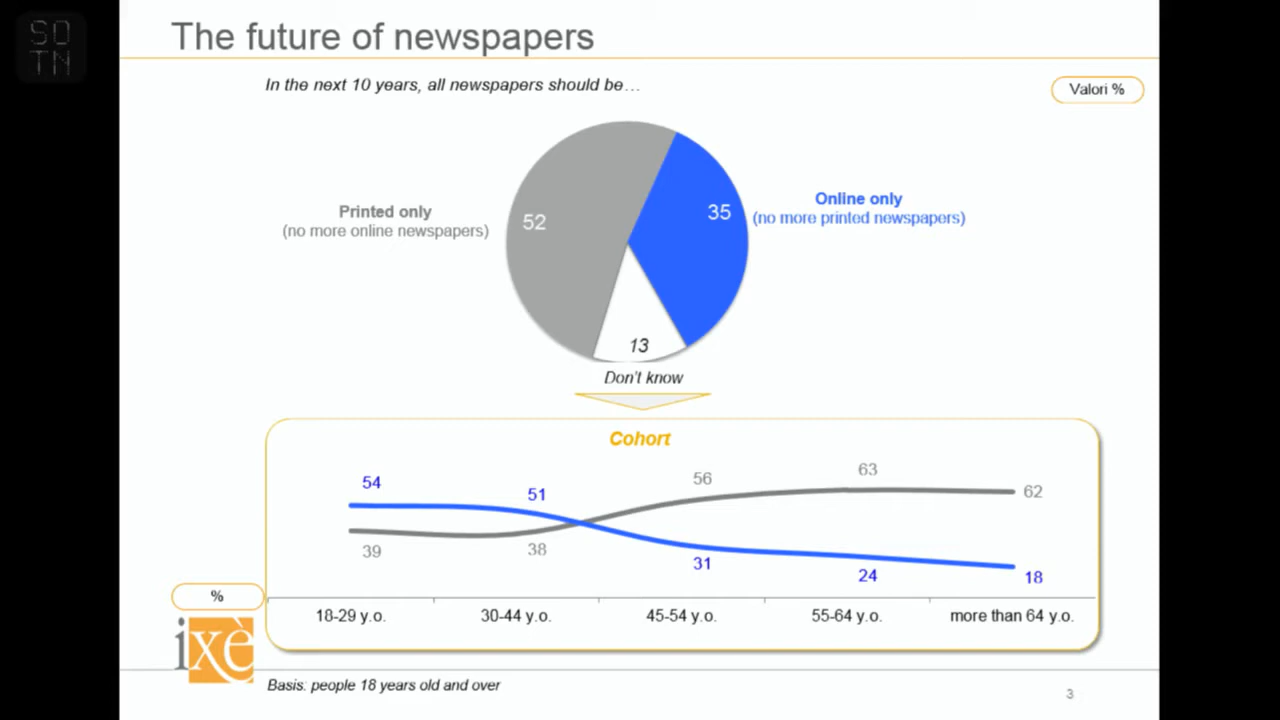 SO
TN
The future of newspapers
In the next 10 years, all newspapers should be…
Valori %
Printed only
(no more online newspapers)
52
35
Online only
(no more printed newspapers)
13
Don't know
Cohort
54
51
56
63
62
39
38
31
24
18
%
18-29 y.o.
30-44 y.o.
45-54 y.o.
55-64 y.o.
more than 64 y.o.
ixè
Basis: people 18 years old and over
3